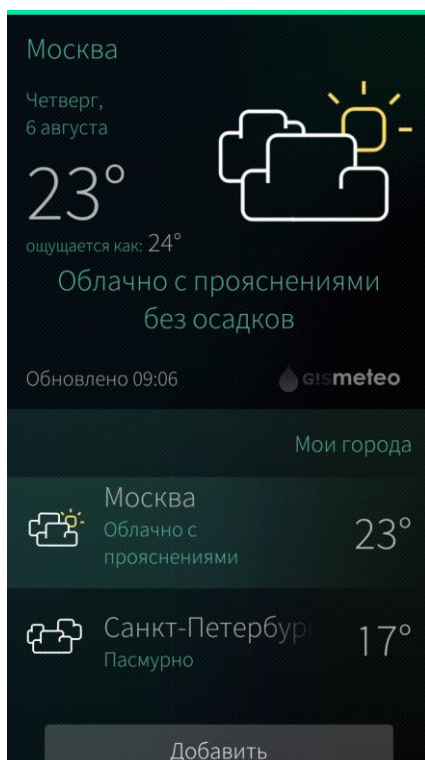 Москва
Четверг,
6 августа
23°
ощущается как: 24°
Облачно с прояснениями
без осадков
Обновлено 09:06
GISmeteo
Мои города
Москва
Облачно с
прояснениями
23°
Санкт-Петербур
Пасмурно
17°
Добавить